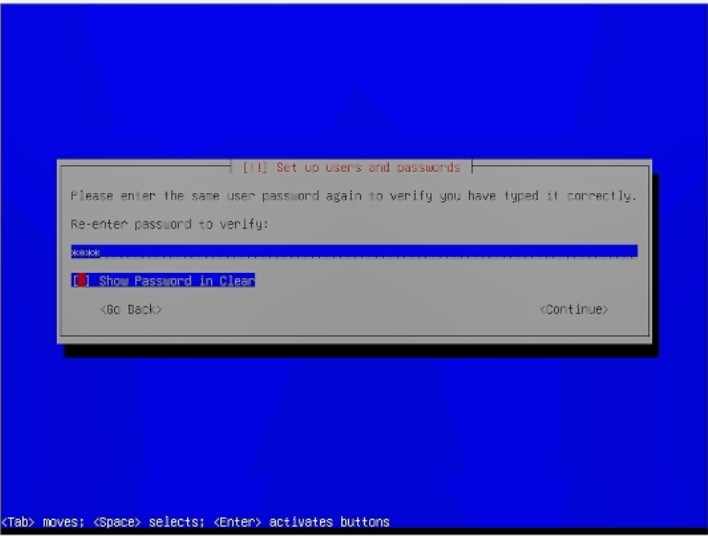 [!!] Set up users and passwords
Please enter the same user password again to verify you have typed it correctly.
Re-enter password to verify:
****
[ ] Show Password in Clear
<Go Back> <Continue>
<Tab> moves; <Space> selects; <Enter> activates buttons